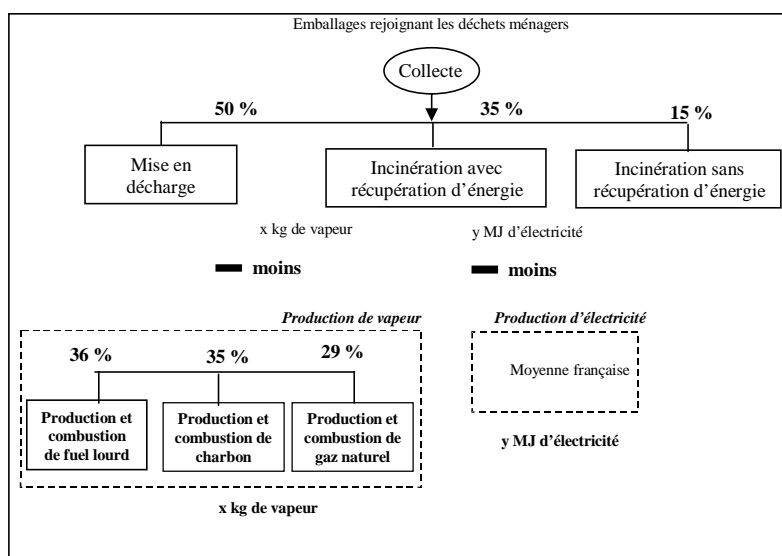 Emballages rejoignant les déchets ménagers
Collecte
50 %
35 %
15 %
Mise en
décharge
Incinération avec
récupération d'énergie
Incinération sans
récupération d'énergie
x kg de vapeur
y MJ d'électricité
moins
moins
Production de vapeur
Production d'électricité
36 %
35 %
29 %
Moyenne française
Production et
combustion
de fuel lourd
Production et
combustion de
charbon
Production et
combustion de
gaz naturel
y MJ d'électricité
x kg de vapeur